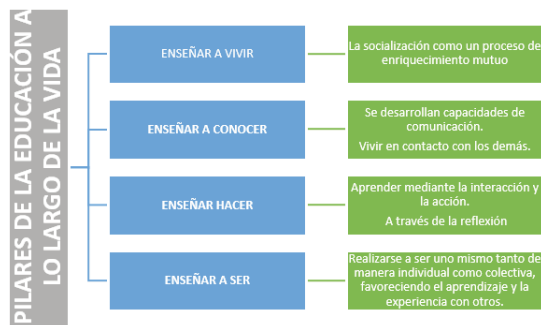 PILARES DE LA EDUCACIÓN A
LO LARGO DE LA VIDA
ENSEÑAR A VIVIR
La socialización como un proceso de
enriquecimiento mutuo
ENSEÑAR A CONOCER
Se desarrollan capacidades de
comunicación.
Vivir en contacto con los demás.
ENSEÑAR HACER
Aprender mediante la interacción y
la acción.
A través de la reflexión
ENSEÑAR A SER
Realizarse a ser uno mismo tanto de
manera individual como colectiva,
favoreciendo el aprendizaje y la
experiencia con otros.